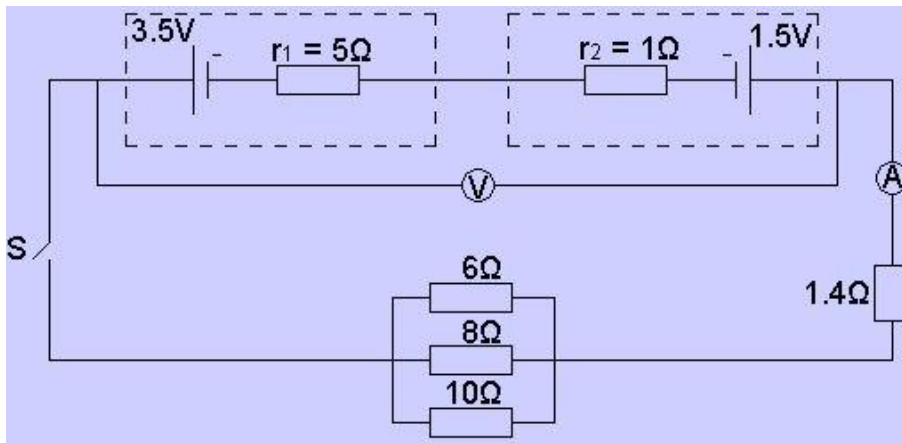 3.5V
r₁ = 5Ω
r₂ = 1Ω
1.5V
-
-
V
A
S
6Ω
1.4Ω
8Ω
10Ω